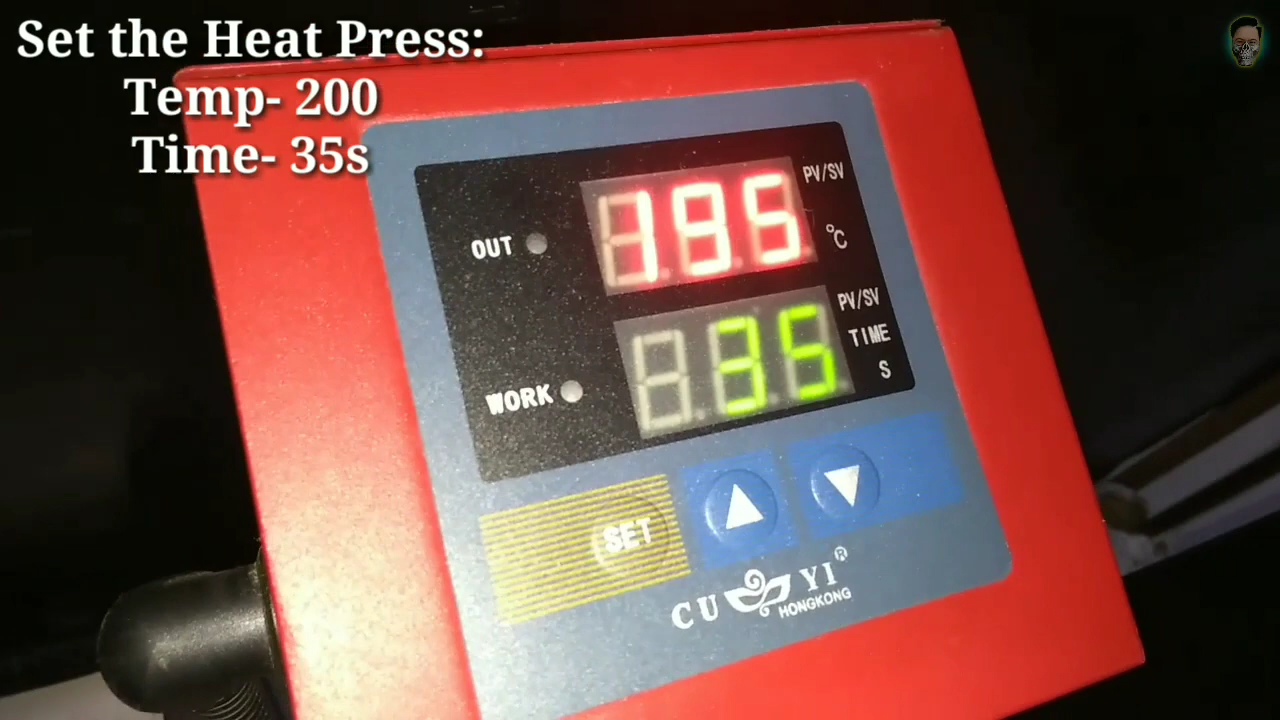 Set the Heat Press:
Temp- 200
Time- 35s
PV/SV
195
OUT
°C
PV/SV
35
TIME
S
WORK
SET
CU YI®
HONGKONG